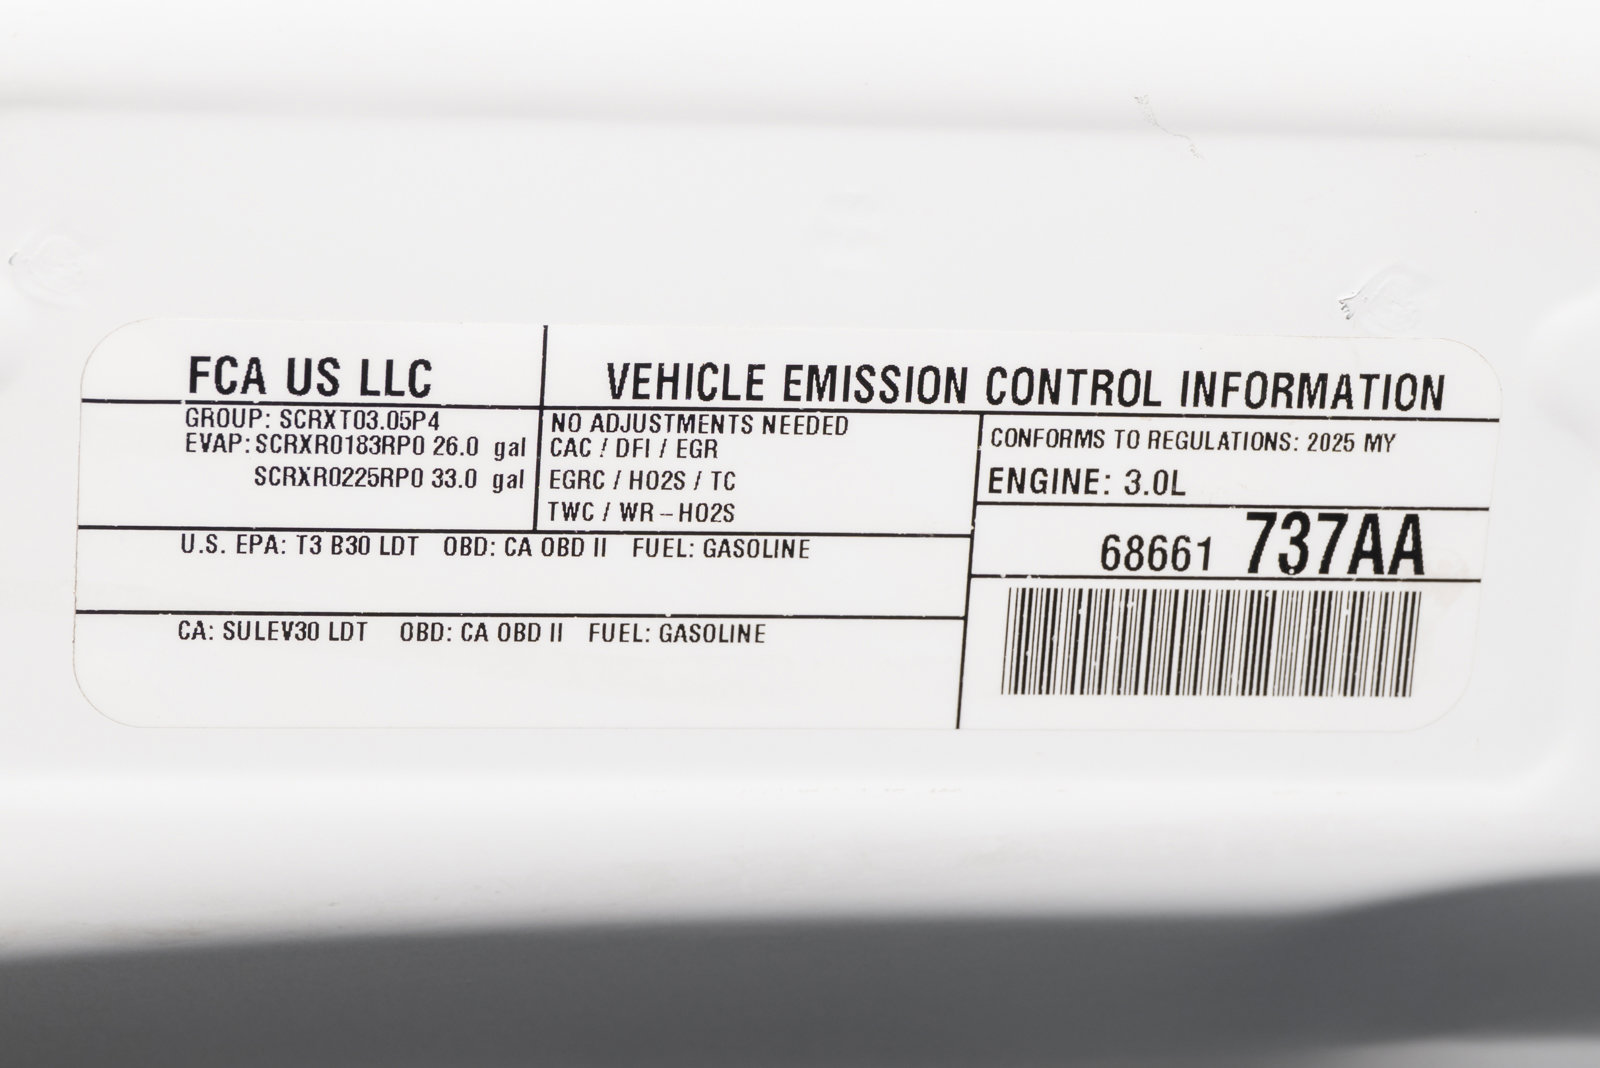 FCA US LLC
VEHICLE EMISSION CONTROL INFORMATION
GROUP: SCRXT03.05P4
EVAP: SCRXR0183RP0 26.0 gal
SCRXR0225RP0 33.0 gal
NO ADJUSTMENTS NEEDED
CAC / DFI / EGR
EGRC / HO2S / TC
TWC / WR-HO2S
CONFORMS TO REGULATIONS: 2025 MY
ENGINE: 3.0L
68661 737AA
U.S. EPA: T3 B30 LDT OBD: CA OBD II FUEL: GASOLINE
CA: SULEV30 LDT OBD: CA OBD II FUEL: GASOLINE